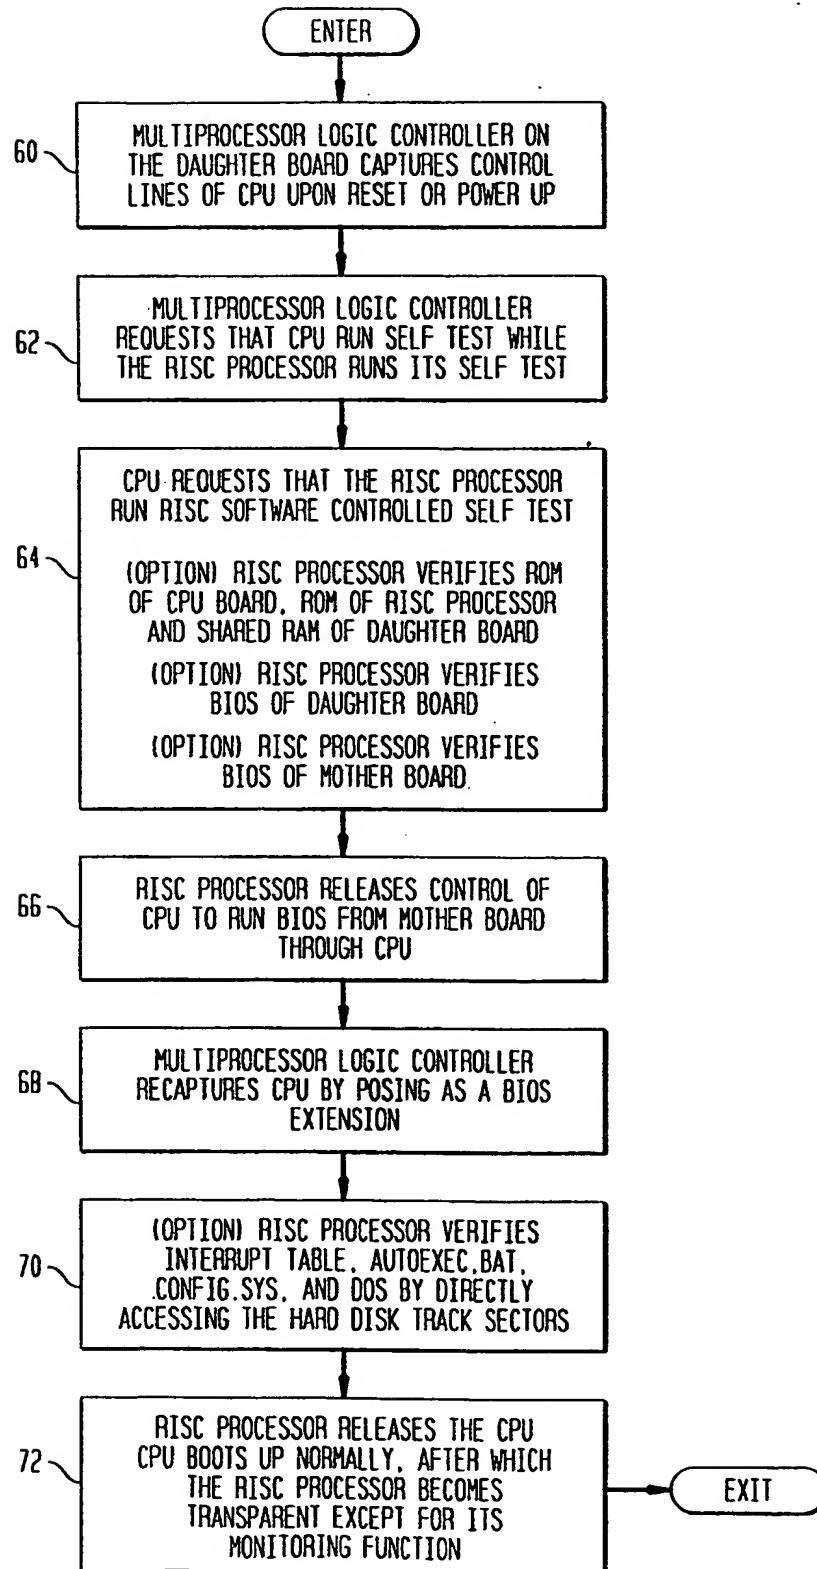 ENTER
60
MULTIPROCESSOR LOGIC CONTROLLER ON
THE DAUGHTER BOARD CAPTURES CONTROL
LINES OF CPU UPON RESET OR POWER UP
62
MULTIPROCESSOR LOGIC CONTROLLER
REQUESTS THAT CPU RUN SELF TEST WHILE
THE RISC PROCESSOR RUNS ITS SELF TEST
64
CPU REQUESTS THAT THE RISC PROCESSOR
RUN RISC SOFTWARE CONTROLLED SELF TEST
(OPTION) RISC PROCESSOR VERIFIES ROM
OF CPU BOARD, ROM OF RISC PROCESSOR
AND SHARED RAM OF DAUGHTER BOARD
(OPTION) RISC PROCESSOR VERIFIES
BIOS OF DAUGHTER BOARD
(OPTION) RISC PROCESSOR VERIFIES
BIOS OF MOTHER BOARD
66
RISC PROCESSOR RELEASES CONTROL OF
CPU TO RUN BIOS FROM MOTHER BOARD
THROUGH CPU
68
MULTIPROCESSOR LOGIC CONTROLLER
RECAPTURES CPU BY POSING AS A BIOS
EXTENSION
70
(OPTION) RISC PROCESSOR VERIFIES
INTERRUPT TABLE, AUTOEXEC.BAT,
.CONFIG.SYS, AND DOS BY DIRECTLY
ACCESSING THE HARD DISK TRACK SECTORS
72
RISC PROCESSOR RELEASES THE CPU
CPU BOOTS UP NORMALLY, AFTER WHICH
THE RISC PROCESSOR BECOMES
TRANSPARENT EXCEPT FOR ITS
MONITORING FUNCTION
EXIT